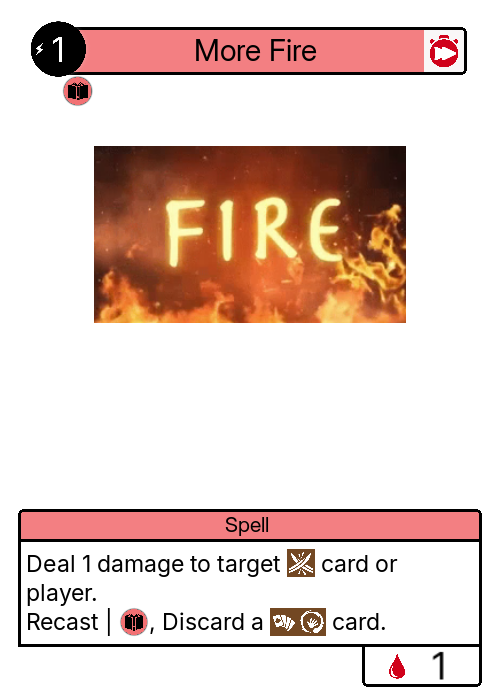 1
More Fire
FIRE
Spell
Deal 1 damage to target card or
player.
Recast | , Discard a card.
1